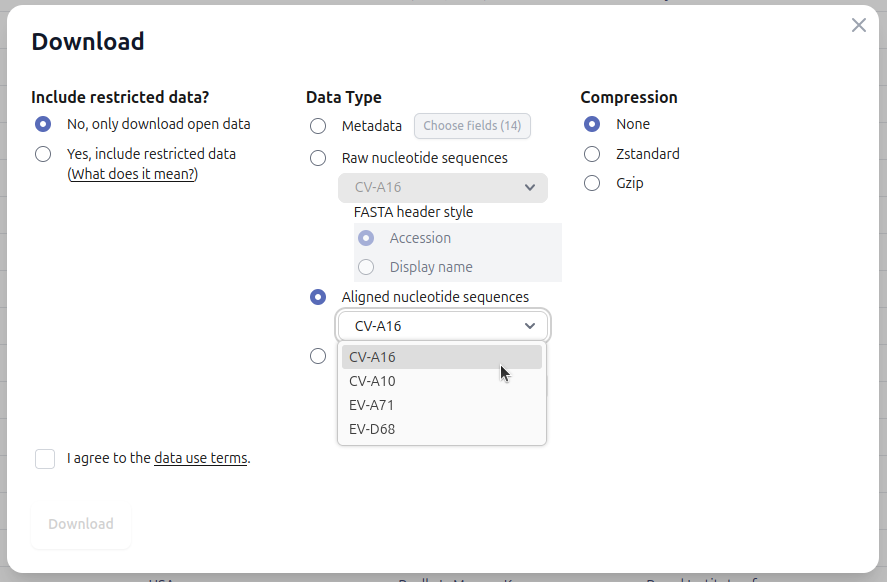 Download
Include restricted data?
No, only download open data
Yes, include restricted data
(What does it mean?)
Data Type
Metadata
Choose fields (14)
Raw nucleotide sequences
CV-A16
FASTA header style
Accession
Display name
Aligned nucleotide sequences
CV-A16
CV-A16
CV-A10
EV-A71
EV-D68
Compression
None
Zstandard
Gzip
I agree to the data use terms.
Download